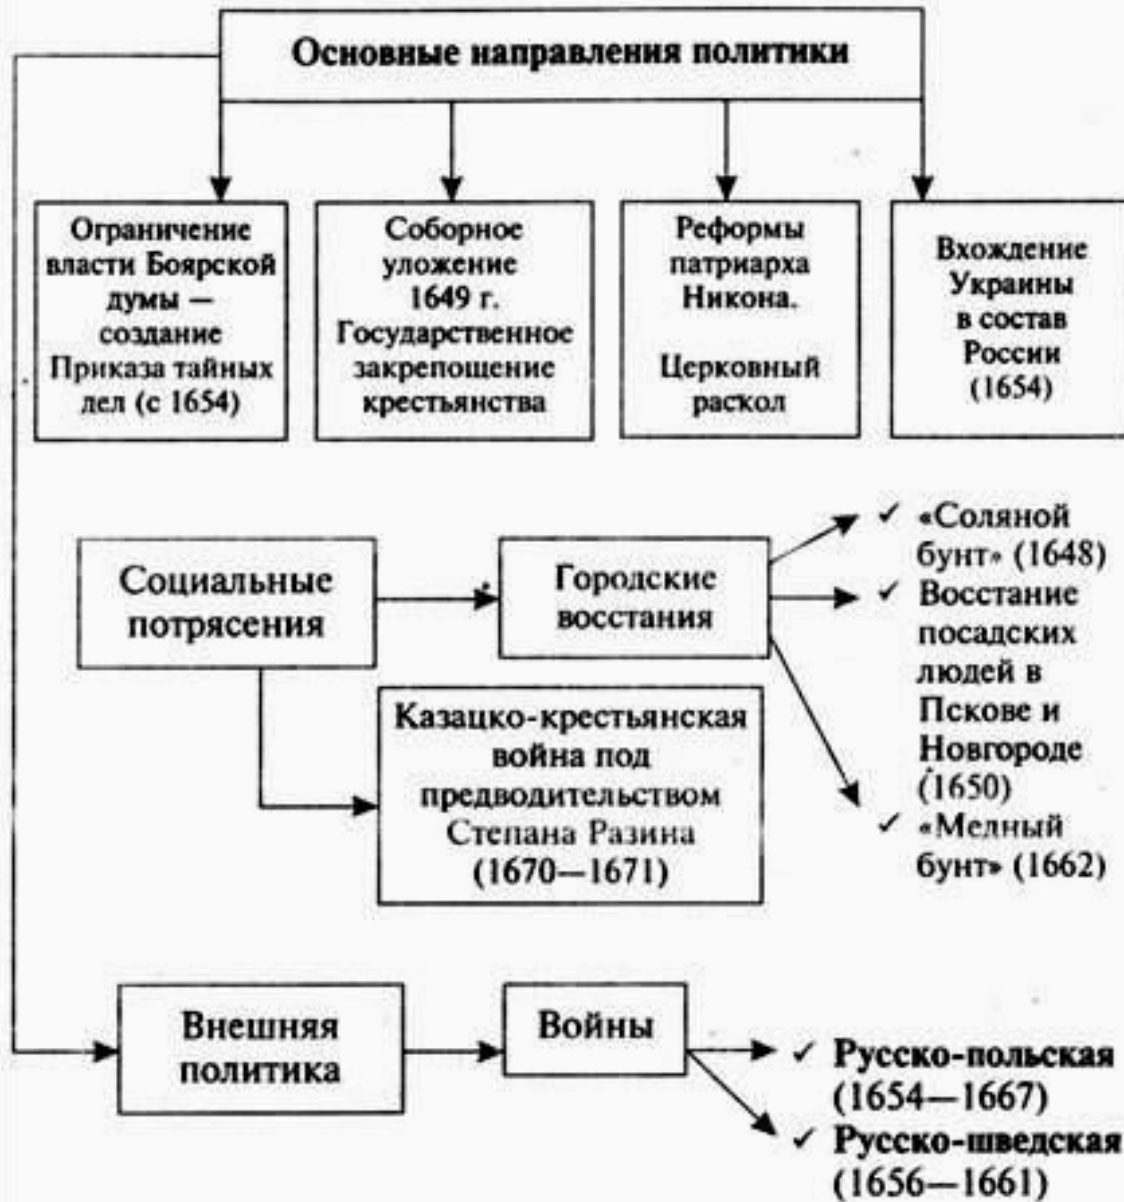 Основные направления политики
Ограничение
власти Боярской
думы —
создание
Приказа тайных
дел (с 1654)
Соборное
уложение
1649 г.
Государственное
закрепощение
крестьянства
Реформы
патриарха
Никона.
Церковный
раскол
Вхождение
Украины
в состав
России
(1654)
Социальные
потрясения
Городские
восстания
✓ «Соляной
бунт» (1648)
✓ Восстание
посадских
людей в
Пскове и
Новгороде
(1650)
✓ «Медный
бунт» (1662)
Казацко-крестьянская
война под
предводительством
Степана Разина
(1670—1671)
Внешняя
политика
Войны
✓ Русско-польская
(1654—1667)
✓ Русско-шведская
(1656—1661)